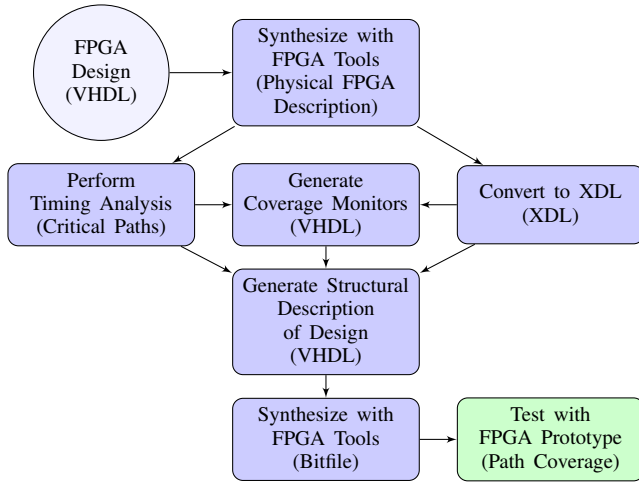 FPGA
Design
(VHDL)
Synthesize with
FPGA Tools
(Physical FPGA
Description)
Perform
Timing Analysis
(Critical Paths)
Generate
Coverage Monitors
(VHDL)
Convert to XDL
(XDL)
Generate Structural
Description
of Design
(VHDL)
Synthesize with
FPGA Tools
(Bitfile)
Test with
FPGA Prototype
(Path Coverage)